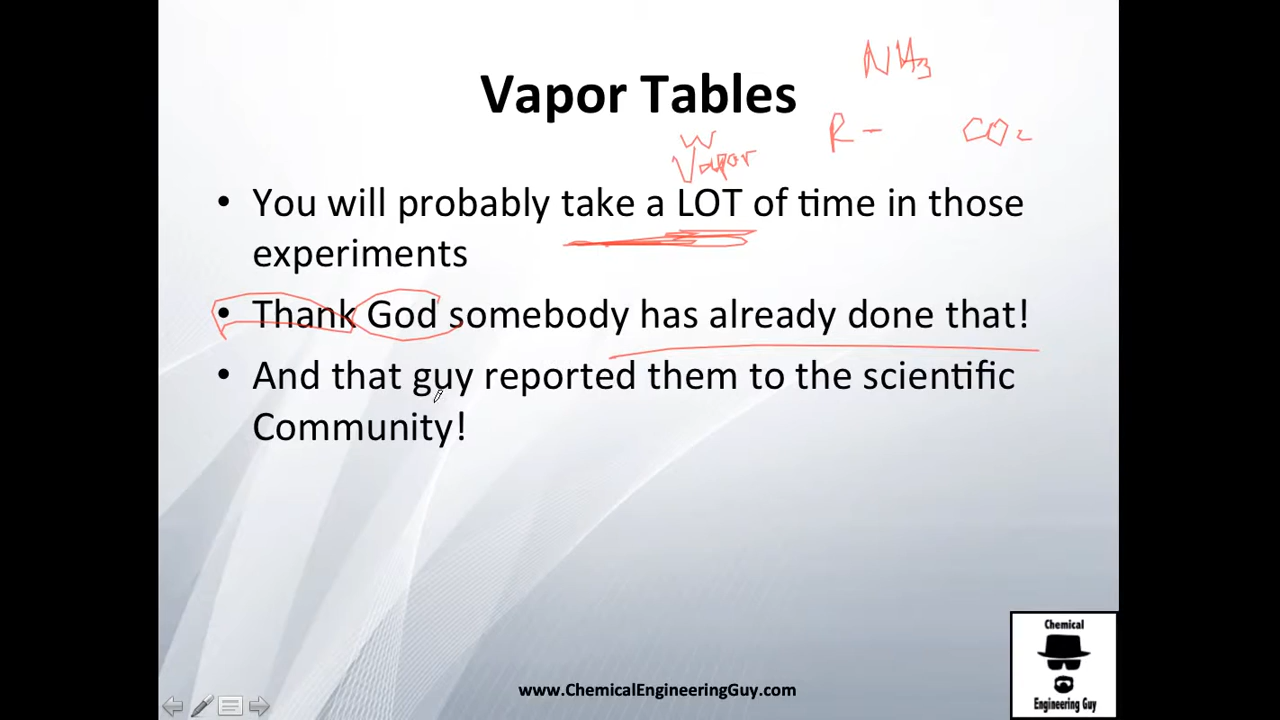 NH3
Vapor Tables
R - CO2
W
Vapor
• You will probably take a LOT of time in those
experiments
• Thank God somebody has already done that!
• And that guy reported them to the scientific
Community!
Chemical
Engineering Guy
www.ChemicalEngineeringGuy.com